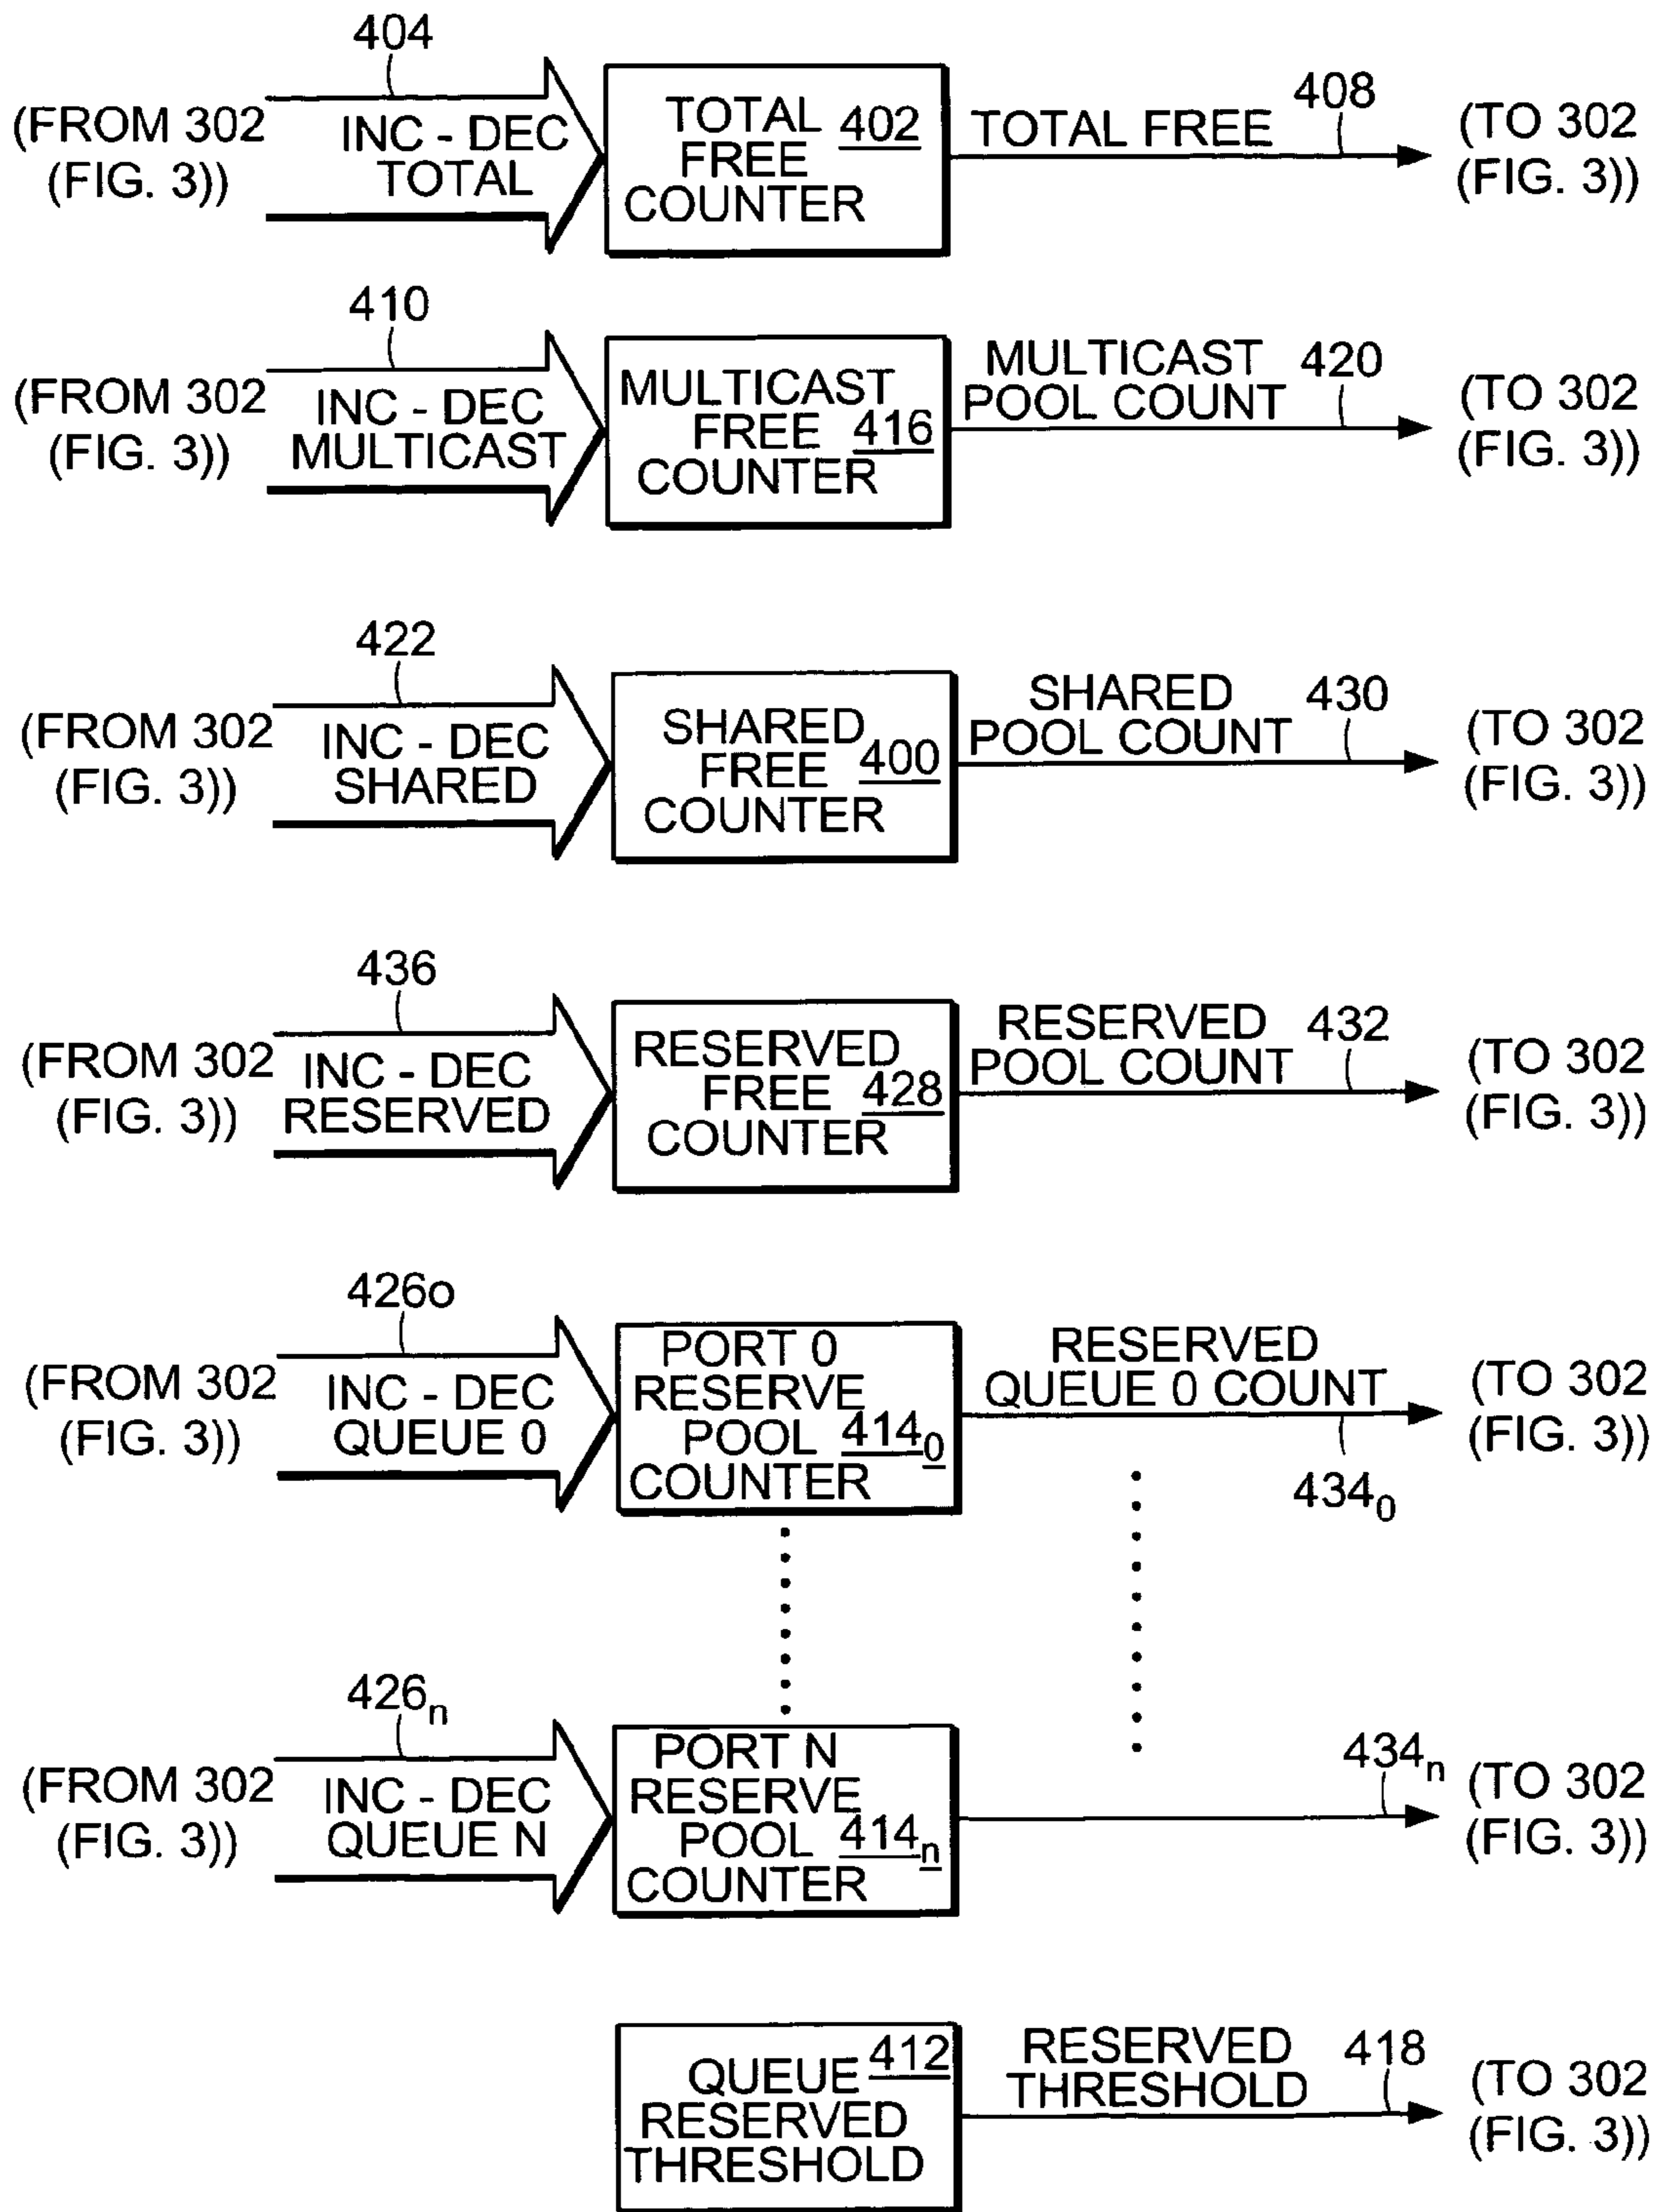 404
(FROM 302
(FIG. 3))
INC - DEC
TOTAL
TOTAL
FREE 402
COUNTER
TOTAL FREE
408
(TO 302
(FIG. 3))
410
(FROM 302
(FIG. 3))
INC - DEC
MULTICAST
MULTICAST
FREE 416
COUNTER
MULTICAST
POOL COUNT
420
(TO 302
(FIG. 3))
422
(FROM 302
(FIG. 3))
INC - DEC
SHARED
SHARED
FREE 400
COUNTER
SHARED
POOL COUNT
430
(TO 302
(FIG. 3))
436
(FROM 302
(FIG. 3))
INC - DEC
RESERVED
RESERVED
FREE 428
COUNTER
RESERVED
POOL COUNT
432
(TO 302
(FIG. 3))
426o
(FROM 302
(FIG. 3))
INC - DEC
QUEUE 0
PORT 0
RESERVE
POOL 414₀
COUNTER
RESERVED
QUEUE 0 COUNT
434₀
(TO 302
(FIG. 3))
426ₙ
(FROM 302
(FIG. 3))
INC - DEC
QUEUE N
PORT N
RESERVE
POOL 414ₙ
COUNTER
434ₙ
(TO 302
(FIG. 3))
QUEUE 412
RESERVED
THRESHOLD
RESERVED
THRESHOLD
418
(TO 302
(FIG. 3))